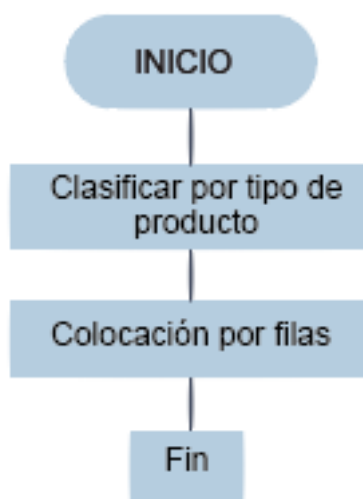 INICIO
Clasificar por tipo de
producto
Colocación por filas
Fin